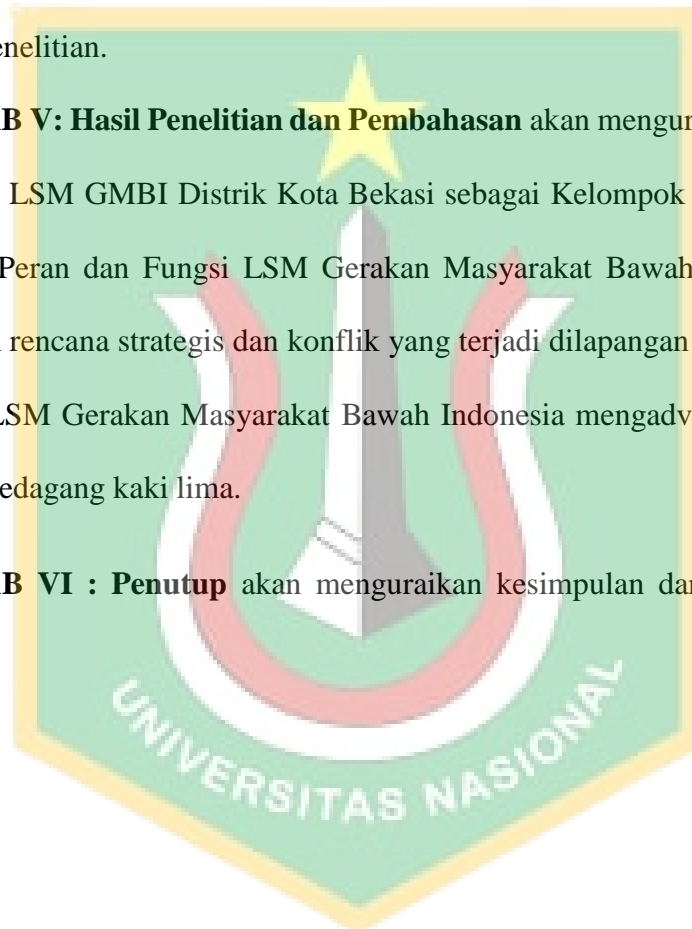 enelitian.
B V: Hasil Penelitian dan Pembahasan akan mengur
LSM GMBI Distrik Kota Bekasi sebagai Kelompok
Peran dan Fungsi LSM Gerakan Masyarakat Bawah
rencana strategis dan konflik yang terjadi dilapangan
LSM Gerakan Masyarakat Bawah Indonesia mengadv
edagang kaki lima.
B VI : Penutup akan menguraikan kesimpulan dar
UNIVERSITAS NASIONAL